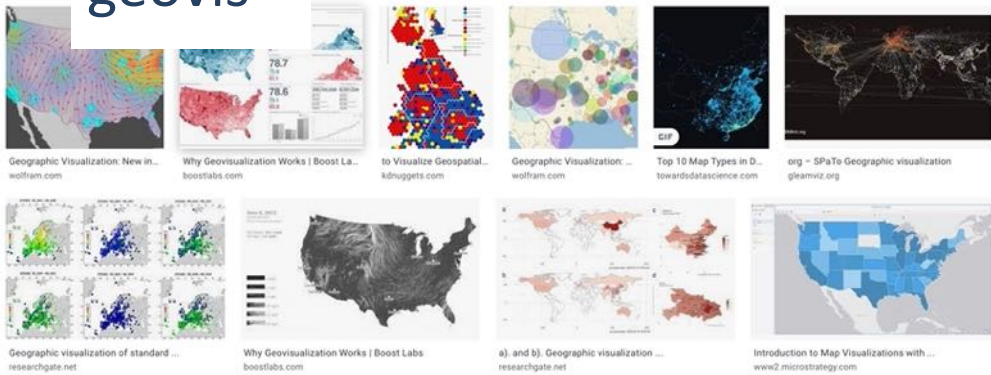 geovis
78.7
78.6
GIF
Geographic Visualization: New in...
wolfram.com
Why Geovisualization Works | Boost La...
boostlabs.com
to Visualize Geospatial...
kdnuggets.com
Geographic Visualization: ...
wolfram.com
Top 10 Map Types in D...
towardsdatascience.com
org – SPaTo Geographic visualization
gleamviz.org
Geographic visualization of standard ...
researchgate.net
Why Geovisualization Works | Boost Labs
boostlabs.com
a). and b). Geographic visualization ...
researchgate.net
Introduction to Map Visualizations with ...
www2.microstrategy.com